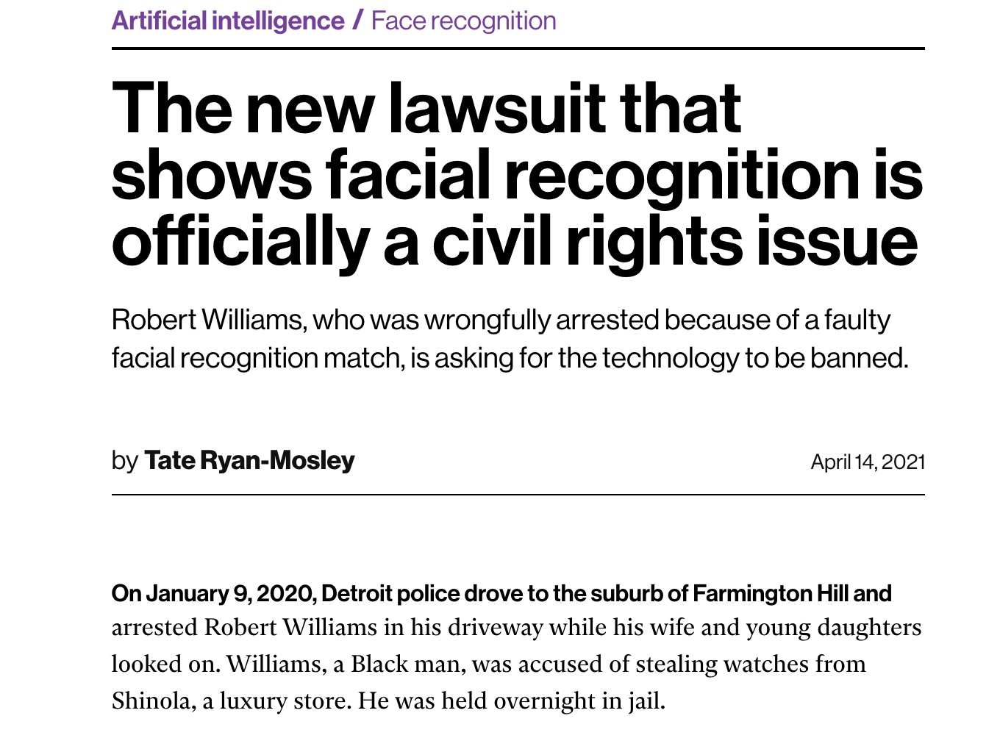 Artificial intelligence / Face recognition
The new lawsuit that
shows facial recognition is
officially a civil rights issue
Robert Williams, who was wrongfully arrested because of a faulty
facial recognition match, is asking for the technology to be banned.
by Tate Ryan-Mosley
April 14, 2021
On January 9, 2020, Detroit police drove to the suburb of Farmington Hill and
arrested Robert Williams in his driveway while his wife and young daughters
looked on. Williams, a Black man, was accused of stealing watches from
Shinola, a luxury store. He was held overnight in jail.